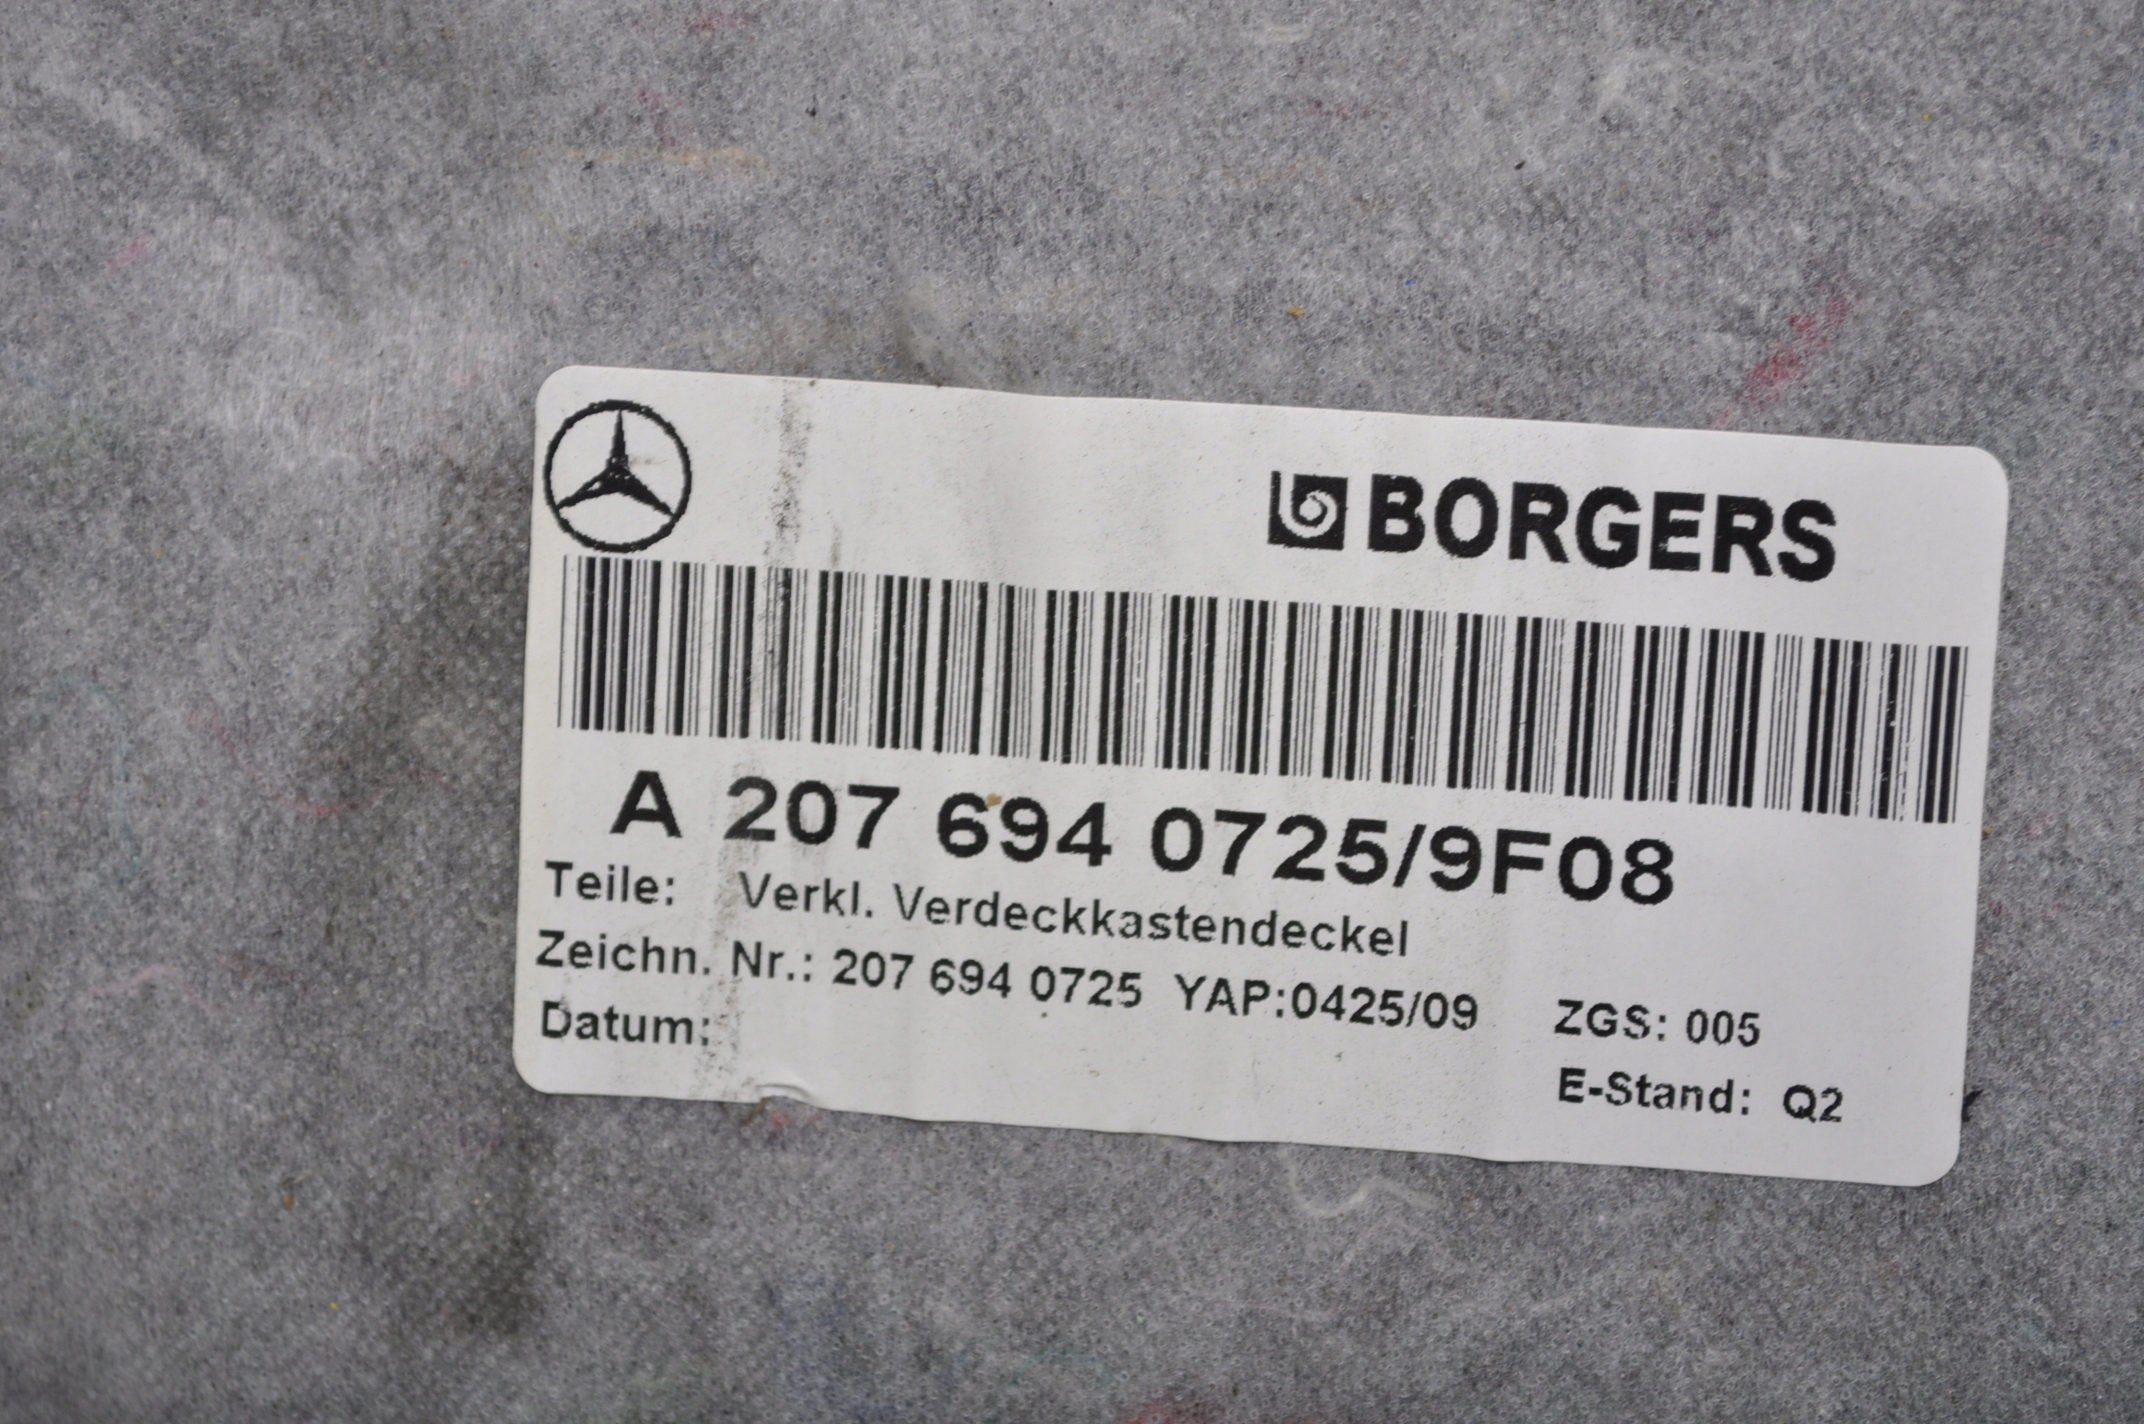 BORGERS
A 207 694 0725/9F08
Teile: Verkl. Verdeckkastendeckel
Zeichn. Nr.: 207 694 0725 YAP:0425/09 ZGS: 005
Datum: E-Stand: Q2